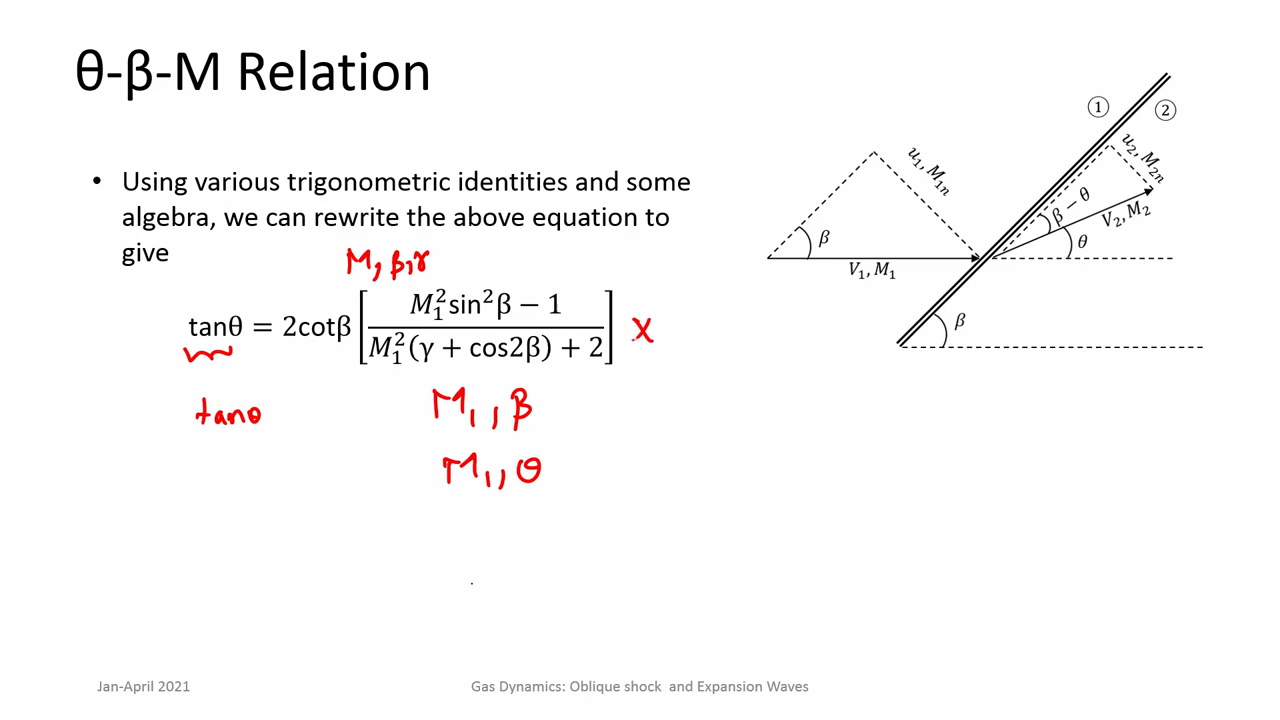 θ-β-M Relation
• Using various trigonometric identities and some
algebra, we can rewrite the above equation to
give
M, β,γ
tanθ = 2cotβ [ (M₁²sin²β − 1) / (M₁²(γ + cos2β) + 2) ] X
tanθ
M₁, β
M₁, θ
① ②
u₁, M₁n
u₂, M₂n
β
β − θ
V₂, M₂
θ
V₁, M₁
β
Jan-April 2021
Gas Dynamics: Oblique shock and Expansion Waves